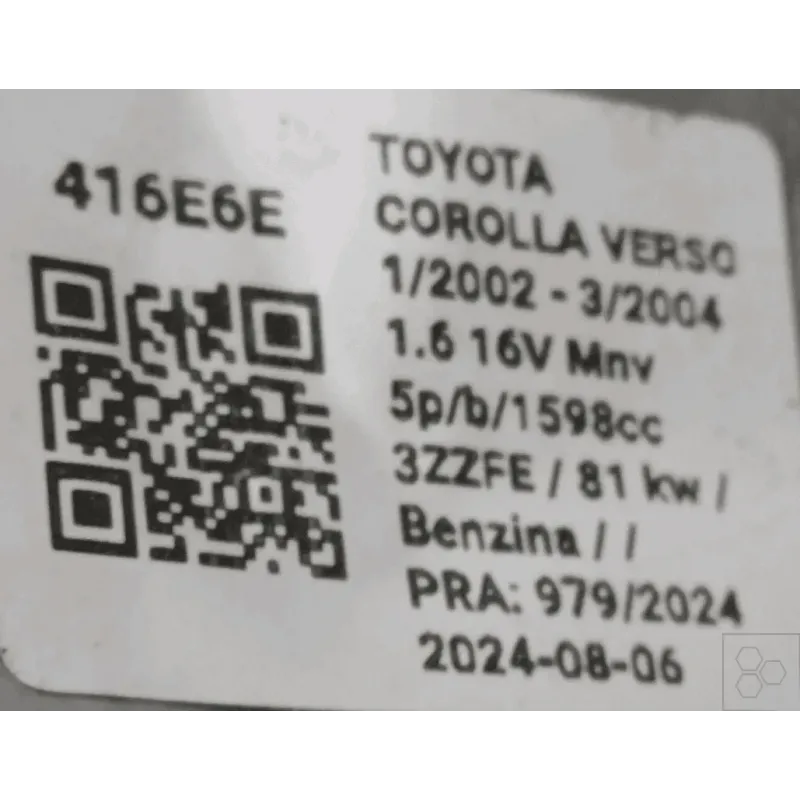 416E6E
TOYOTA
COROLLA VERSO
1/2002 - 3/2004
1.6 16V Mnv
5p/b/1598cc
3ZZFE / 81 kw /
Benzina / /
PRA: 979/2024
2024-08-06